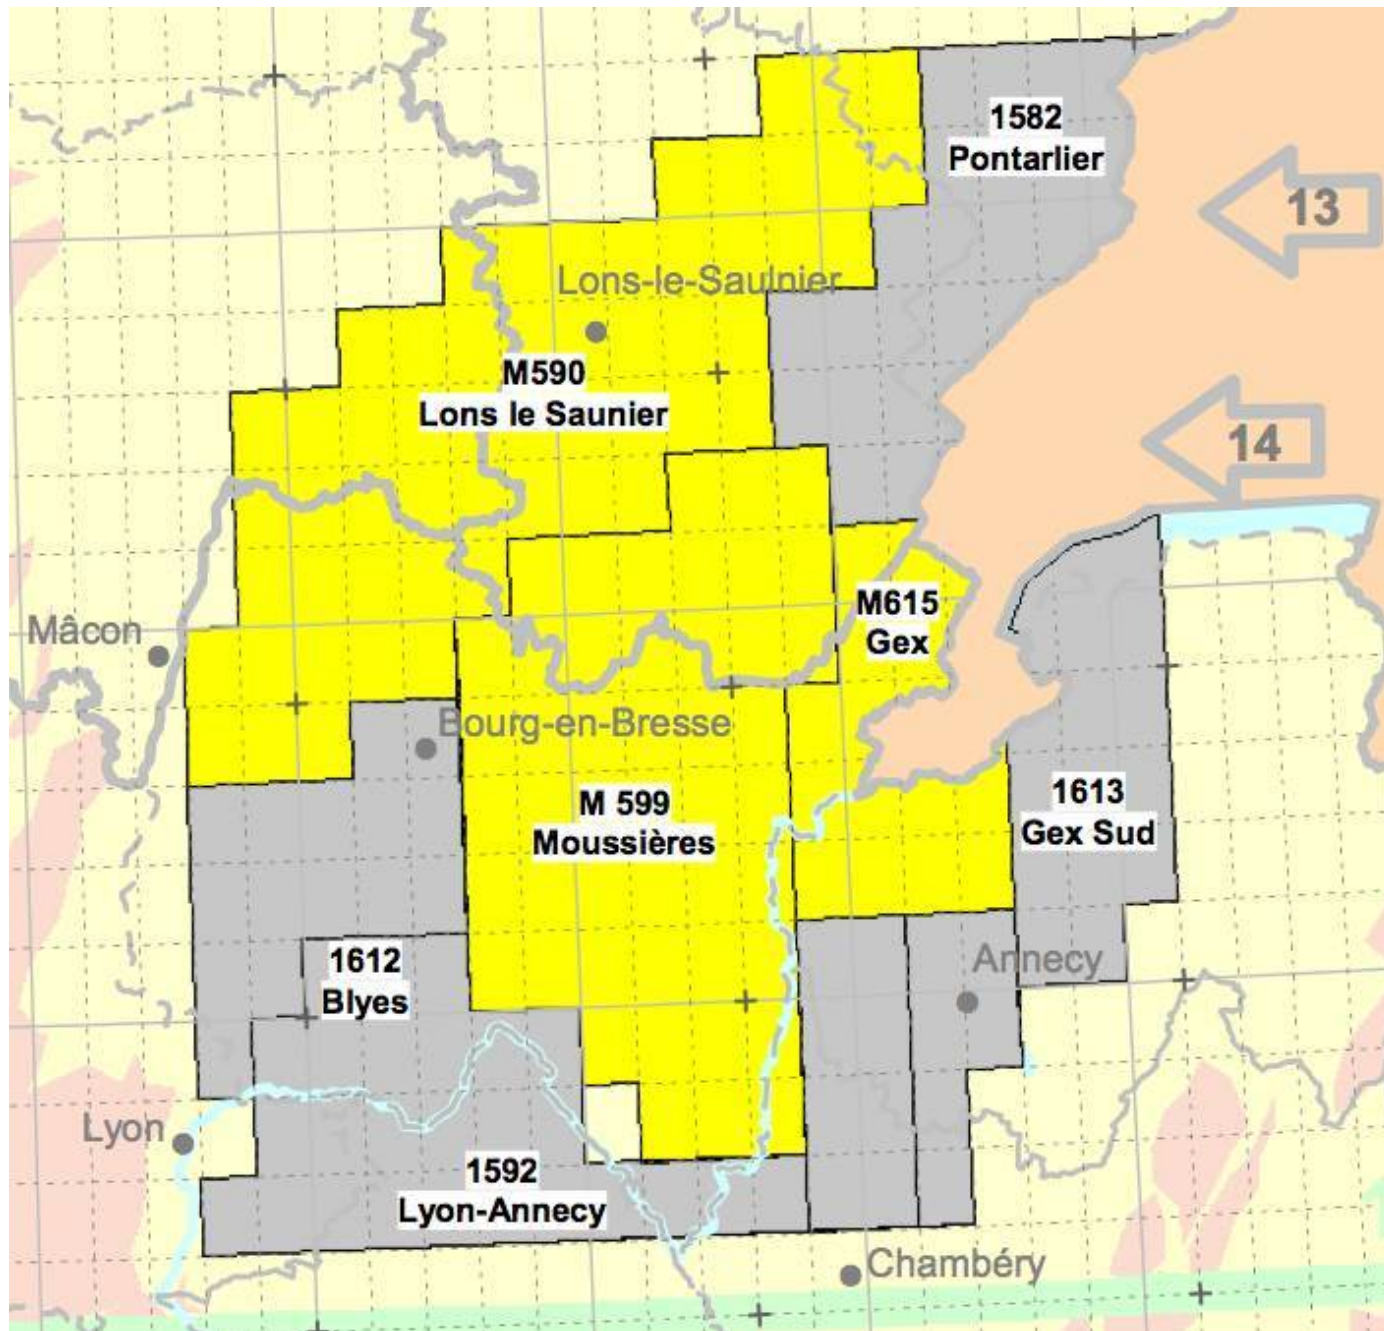 1582
Pontarlier
13
Lons-le-Saulnier
M590
Lons le Saunier
14
M615
Gex
Mâcon
Bourg-en-Bresse
M 599
Moussières
1613
Gex Sud
1612
Blyes
Annecy
Lyon
1592
Lyon-Annecy
Chambéry